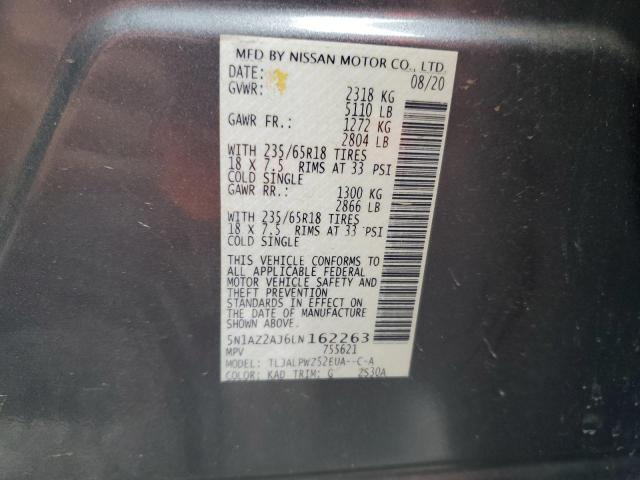 MFD BY NISSAN MOTOR CO., LTD.
DATE: 08/20
GVWR: 2318 KG
5110 LB
GAWR FR.: 1272 KG
2804 LB
WITH 235/65R18 TIRES
18 X 7.5 RIMS AT 33 PSI
COLD SINGLE
GAWR RR.: 1300 KG
2866 LB
WITH 235/65R18 TIRES
18 X 7.5 RIMS AT 33 PSI
COLD SINGLE
THIS VEHICLE CONFORMS TO
ALL APPLICABLE FEDERAL
MOTOR VEHICLE SAFETY AND
THEFT PREVENTION
STANDARDS IN EFFECT ON
THE DATE OF MANUFACTURE
SHOWN ABOVE.
5N1AZ2AJ6LN162263
MPV 755621
MODEL: TLJALPWZ52EUA--C-A
COLOR: KAD TRIM: G 2S30A